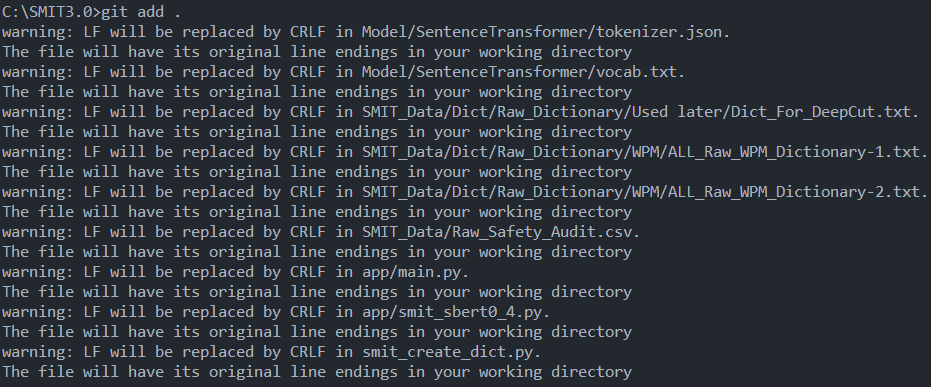 C:\SMIT3.0>git add .
warning: LF will be replaced by CRLF in Model/SentenceTransformer/tokenizer.json.
The file will have its original line endings in your working directory
warning: LF will be replaced by CRLF in Model/SentenceTransformer/vocab.txt.
The file will have its original line endings in your working directory
warning: LF will be replaced by CRLF in SMIT_Data/Dict/Raw_Dictionary/Used later/Dict_For_DeepCut.txt.
The file will have its original line endings in your working directory
warning: LF will be replaced by CRLF in SMIT_Data/Dict/Raw_Dictionary/WPM/ALL_Raw_WPM_Dictionary-1.txt.
The file will have its original line endings in your working directory
warning: LF will be replaced by CRLF in SMIT_Data/Dict/Raw_Dictionary/WPM/ALL_Raw_WPM_Dictionary-2.txt.
The file will have its original line endings in your working directory
warning: LF will be replaced by CRLF in SMIT_Data/Raw_Safety_Audit.csv.
The file will have its original line endings in your working directory
warning: LF will be replaced by CRLF in app/main.py.
The file will have its original line endings in your working directory
warning: LF will be replaced by CRLF in app/smit_sbert0_4.py.
The file will have its original line endings in your working directory
warning: LF will be replaced by CRLF in smit_create_dict.py.
The file will have its original line endings in your working directory